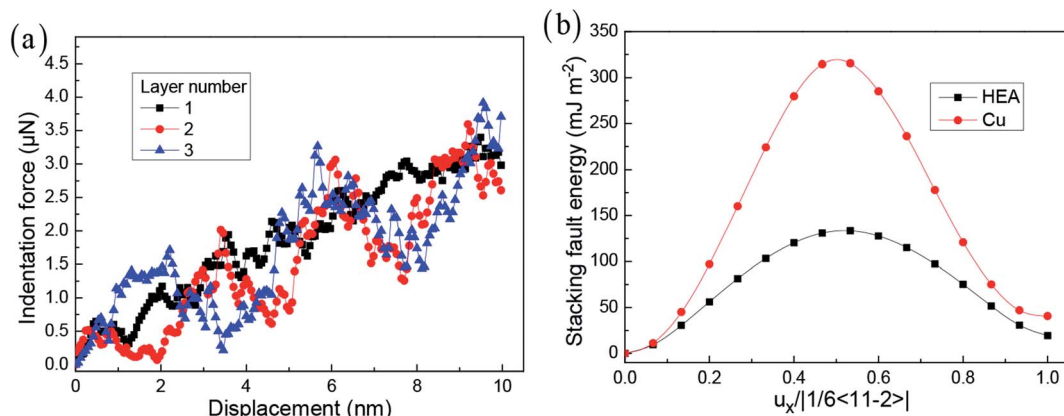 (a)
4.5
4.0
3.5
3.0
2.5
2.0
1.5
1.0
0.5
0.0
Indentation force (μN)
Layer number
1
2
3
0 2 4 6 8 10
Displacement (nm)
(b)
350
300
250
200
150
100
50
0
Stacking fault energy (mJ m⁻²)
HEA
Cu
0.0 0.2 0.4 0.6 0.8 1.0
uₓ/|1/6<11-2>|